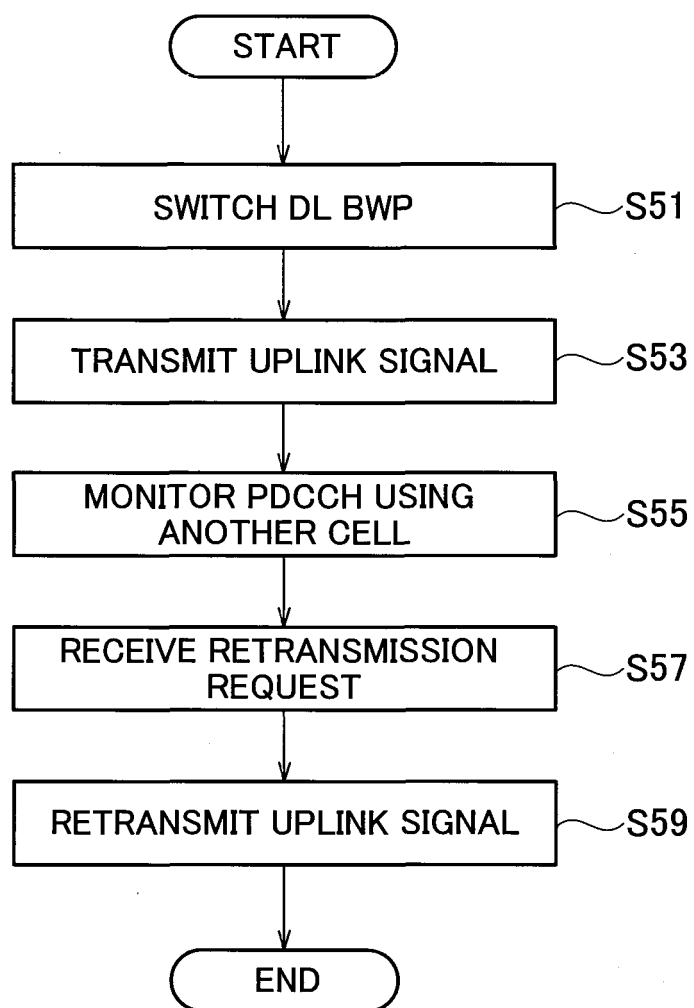 START
SWITCH DL BWP
S51
TRANSMIT UPLINK SIGNAL
S53
MONITOR PDCCH USING
ANOTHER CELL
S55
RECEIVE RETRANSMISSION
REQUEST
S57
RETRANSMIT UPLINK SIGNAL
S59
END